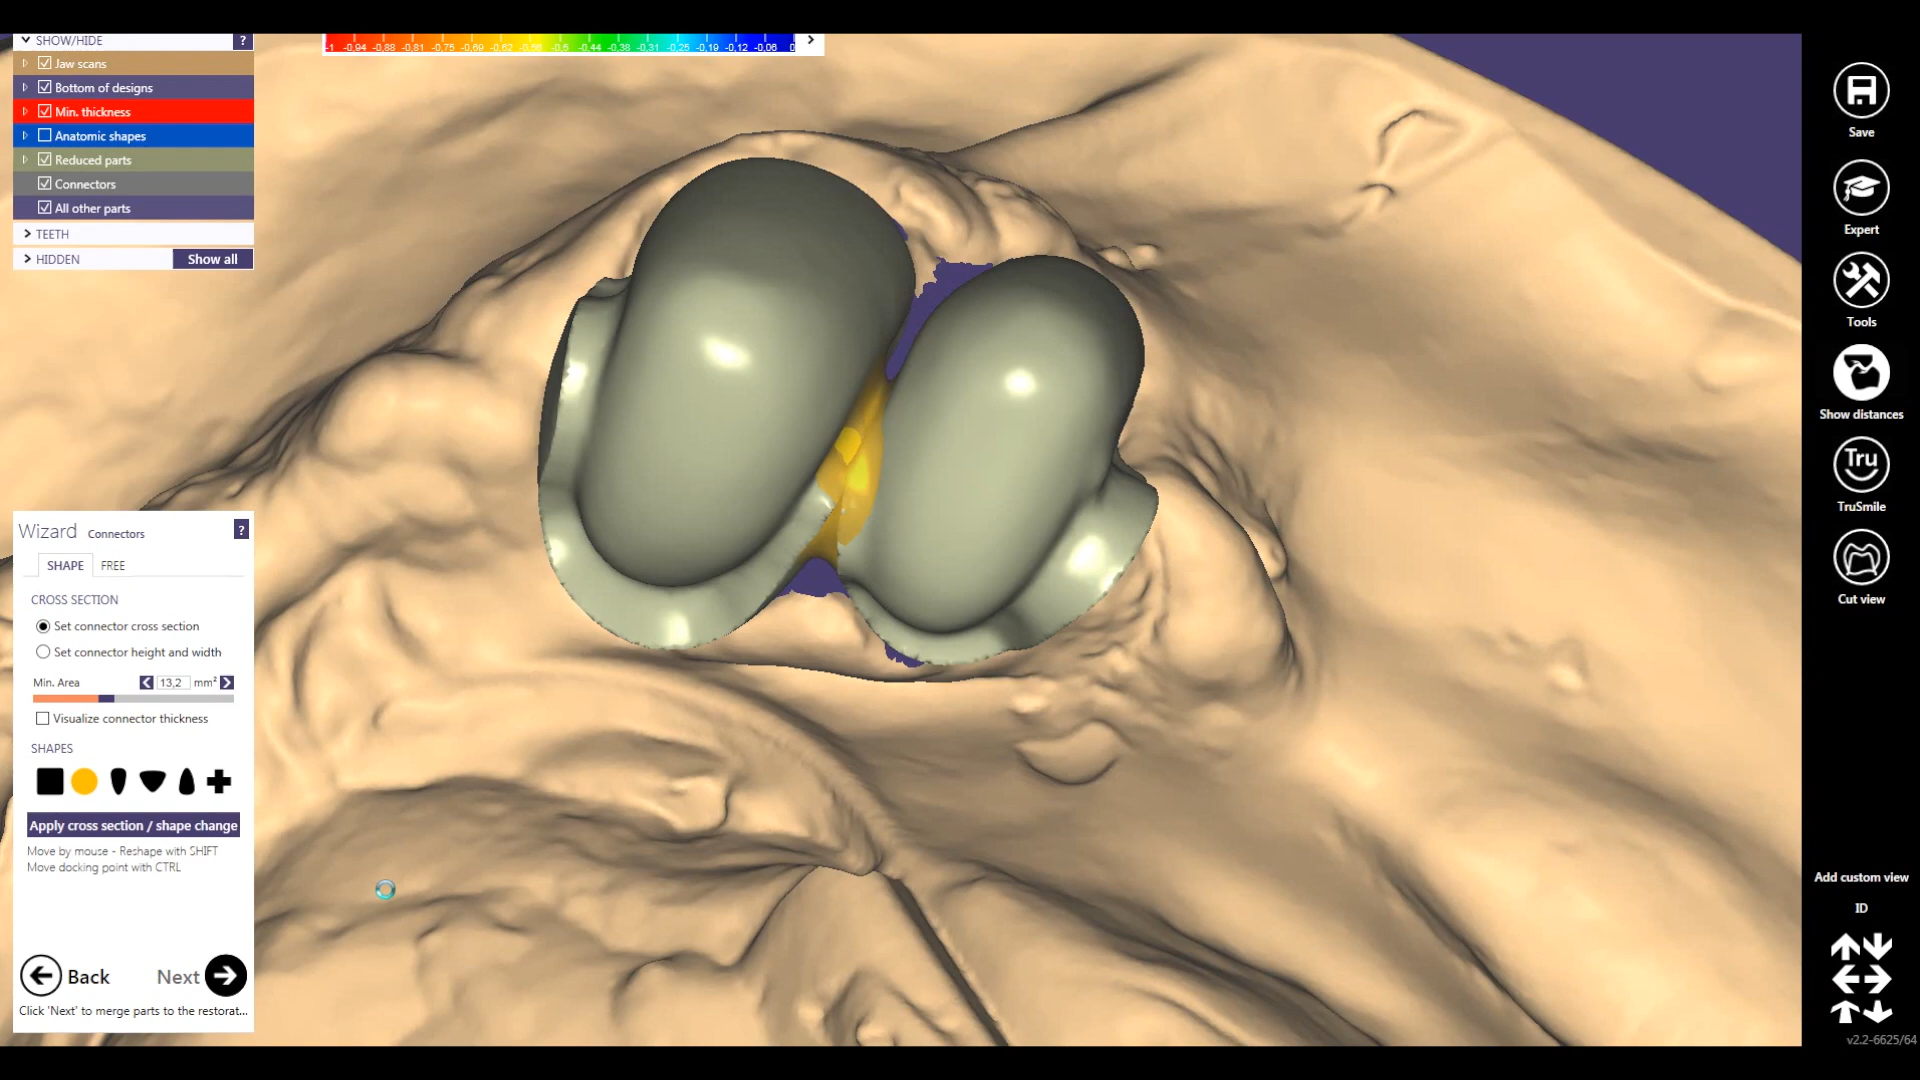 SHOW/HIDE ?
Jaw scans
Bottom of designs
Min. thickness
Anatomic shapes
Reduced parts
Connectors
All other parts
TEETH
HIDDEN Show all
-1 -0,94 -0,88 -0,81 -0,75 -0,69 -0,62 -0,56 -0,5 -0,44 -0,38 -0,31 -0,25 -0,19 -0,12 -0,06 0
Wizard Connectors ?
SHAPE FREE
CROSS SECTION
Set connector cross section
Set connector height and width
Min. Area 13,2 mm²
Visualize connector thickness
SHAPES
Apply cross section / shape change
Move by mouse - Reshape with SHIFT
Move docking point with CTRL
Back Next
Click 'Next' to merge parts to the restorat...
Save
Expert
Tools
Show distances
Tru
TruSmile
Cut view
Add custom view
ID
v2.2-6625/64